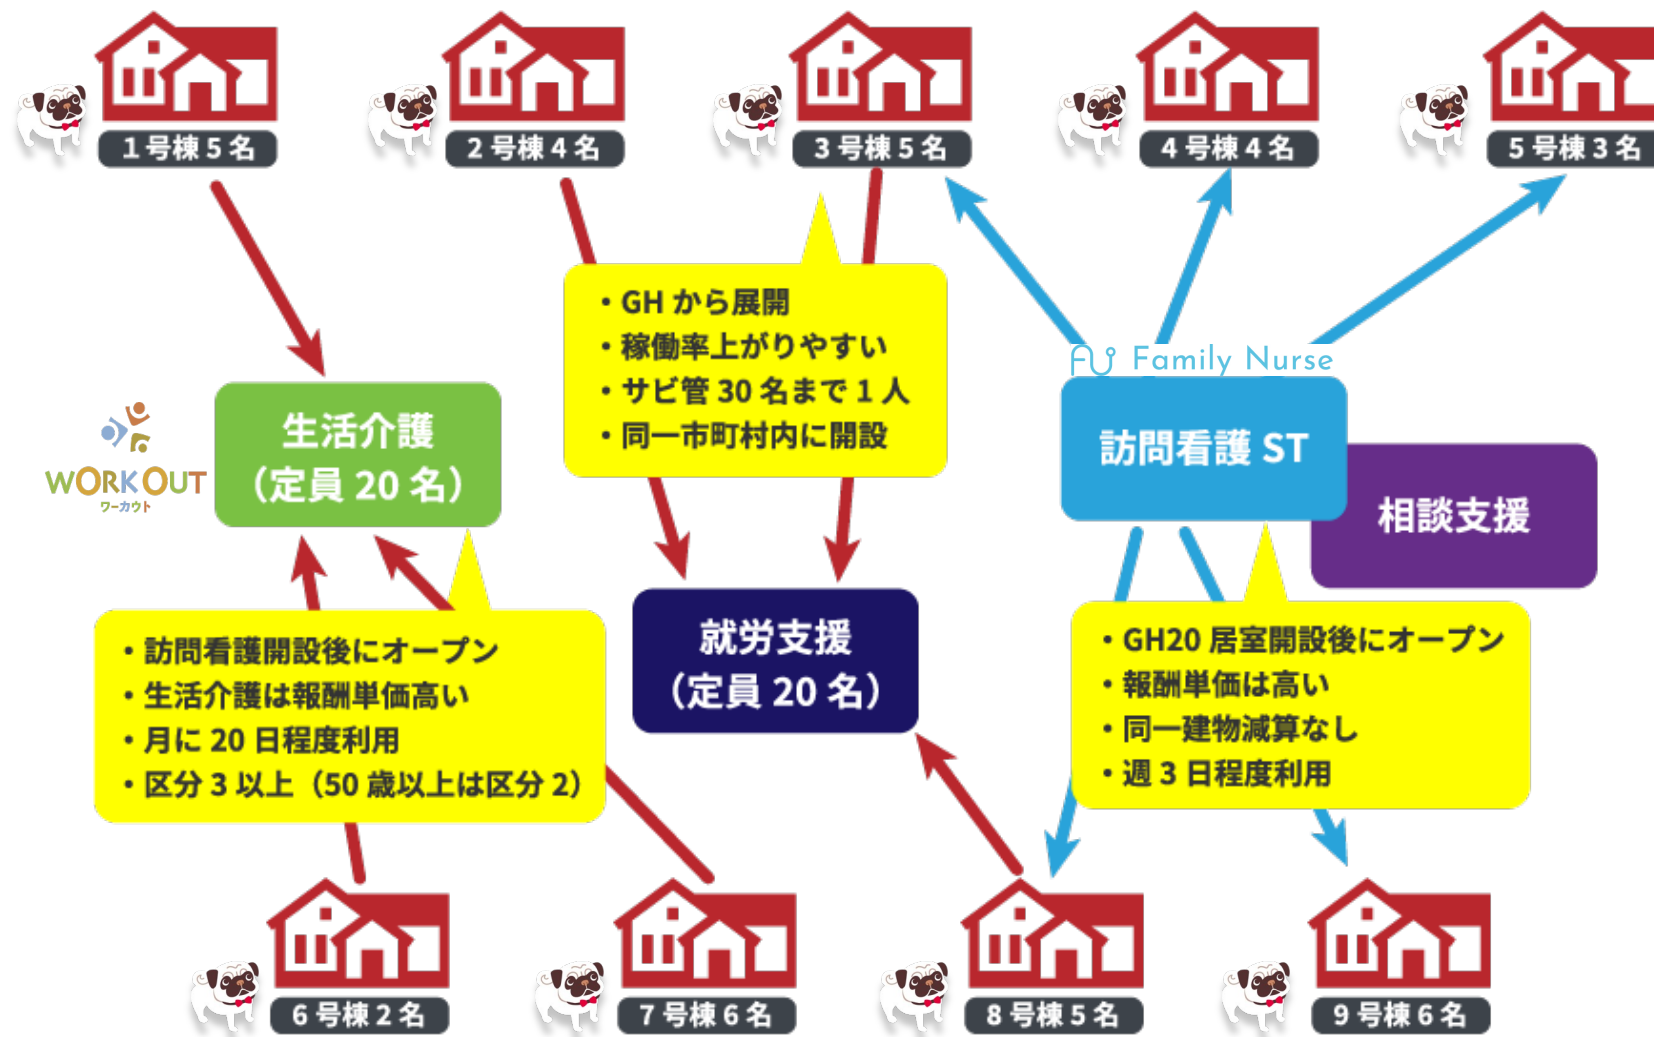 1号棟5名
2号棟4名
3号棟5名
4号棟4名
5号棟3名
・GHから展開
・稼働率上がりやすい
・サビ管30名まで1人
・同一市町村内に開設
Family Nurse
訪問看護ST
相談支援
WORKOUT
ワーカウト
生活介護
（定員20名）
就労支援
（定員20名）
・訪問看護開設後にオープン
・生活介護は報酬単価高い
・月に20日程度利用
・区分3以上（50歳以上は区分2）
・GH20居室開設後にオープン
・報酬単価は高い
・同一建物減算なし
・週3日程度利用
6号棟2名
7号棟6名
8号棟5名
9号棟6名